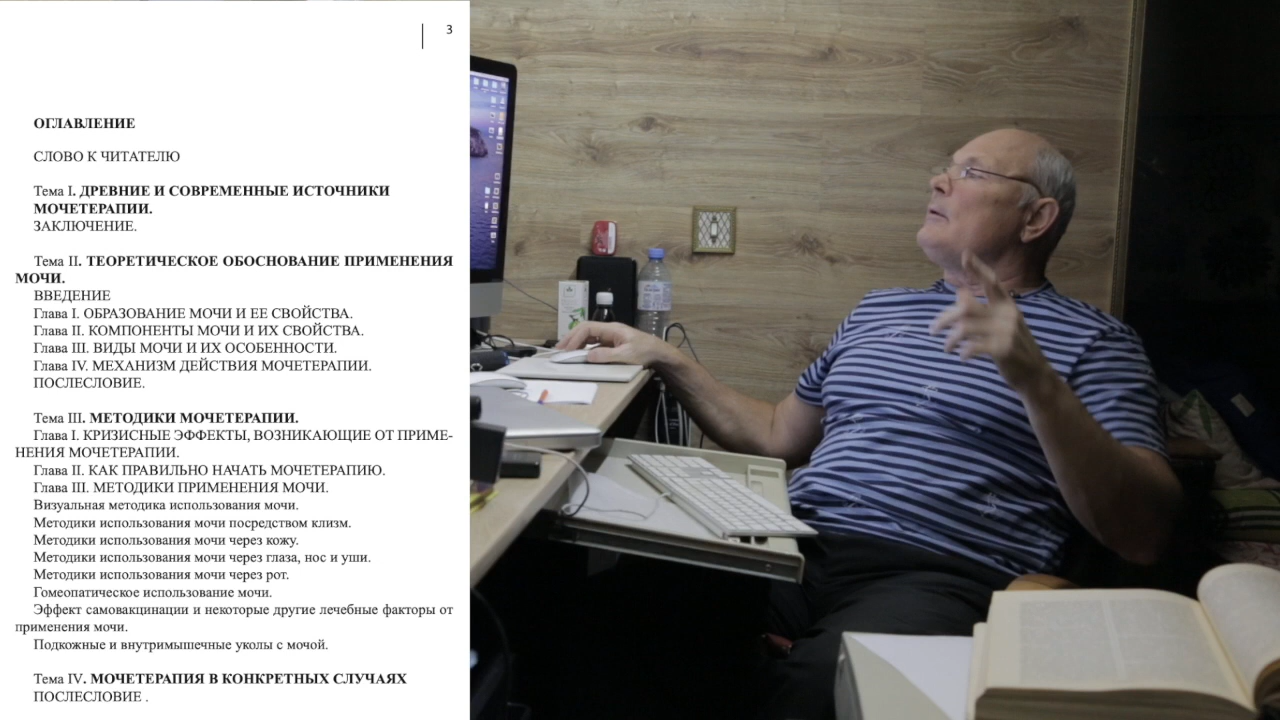 3
ОГЛАВЛЕНИЕ
СЛОВО К ЧИТАТЕЛЮ
Тема I. ДРЕВНИЕ И СОВРЕМЕННЫЕ ИСТОЧНИКИ
МОЧЕТЕРАПИИ.
ЗАКЛЮЧЕНИЕ.
Тема II. ТЕОРЕТИЧЕСКОЕ ОБОСНОВАНИЕ ПРИМЕНЕНИЯ
МОЧИ.
ВВЕДЕНИЕ
Глава I. ОБРАЗОВАНИЕ МОЧИ И ЕЕ СВОЙСТВА.
Глава II. КОМПОНЕНТЫ МОЧИ И ИХ СВОЙСТВА.
Глава III. ВИДЫ МОЧИ И ИХ ОСОБЕННОСТИ.
Глава IV. МЕХАНИЗМ ДЕЙСТВИЯ МОЧЕТЕРАПИИ.
ПОСЛЕСЛОВИЕ.
Тема III. МЕТОДИКИ МОЧЕТЕРАПИИ.
Глава I. КРИЗИСНЫЕ ЭФФЕКТЫ, ВОЗНИКАЮЩИЕ ОТ ПРИМЕ-
НЕНИЯ МОЧЕТЕРАПИИ.
Глава II. КАК ПРАВИЛЬНО НАЧАТЬ МОЧЕТЕРАПИЮ.
Глава III. МЕТОДИКИ ПРИМЕНЕНИЯ МОЧИ.
Визуальная методика использования мочи.
Методики использования мочи посредством клизм.
Методики использования мочи через кожу.
Методики использования мочи через глаза, нос и уши.
Методики использования мочи через рот.
Гомеопатическое использование мочи.
Эффект самовакцинации и некоторые другие лечебные факторы от
применения мочи.
Подкожные и внутримышечные уколы с мочой.
Тема IV. МОЧЕТЕРАПИЯ В КОНКРЕТНЫХ СЛУЧАЯХ
ПОСЛЕСЛОВИЕ .